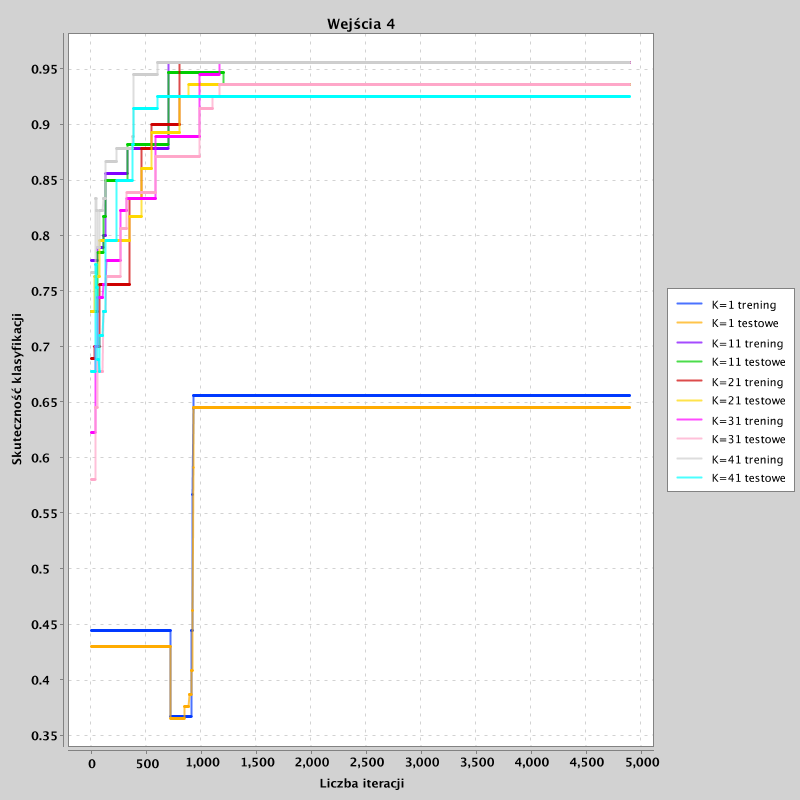 Wejścia 4
Skuteczność klasyfikacji
0.95
0.9
0.85
0.8
0.75
0.7
0.65
0.6
0.55
0.5
0.45
0.4
0.35
0 500 1,000 1,500 2,000 2,500 3,000 3,500 4,000 4,500 5,000
Liczba iteracji
K=1 trening
K=1 testowe
K=11 trening
K=11 testowe
K=21 trening
K=21 testowe
K=31 trening
K=31 testowe
K=41 trening
K=41 testowe